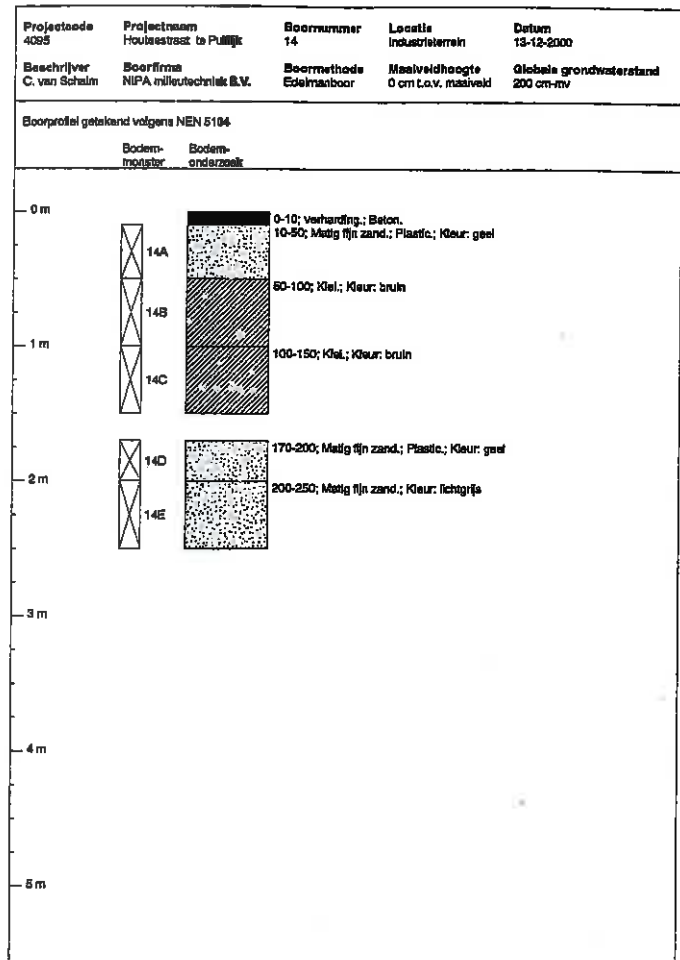 Projectcode Projectnaam Boornummer Locatie Datum
4095 Houtsestraat te Puiflijk 14 Industrieterrein 13-12-2000
Beschrijver Boorfirma Boormethode Maaiveldhoogte Globale grondwaterstand
C. van Schaim NIPA milieutechniek B.V. Edelmanboor 0 cm t.o.v. maaiveld 200 cm-mv
Boorprofiel getekend volgens NEN 5104
Bodem- Bodem-
monster onderzoek
0 m
0-10; verharding.; Beton.
10-50; Matig fijn zand.; Plastic.; Kleur: geel
14A
50-100; Klei.; Kleur: bruin
14B
1 m
100-150; Klei.; Kleur: bruin
14C
170-200; Matig fijn zand.; Plastic.; Kleur: geel
14D
2 m
200-250; Matig fijn zand.; Kleur: lichtgrijs
14E
3 m
4 m
5 m